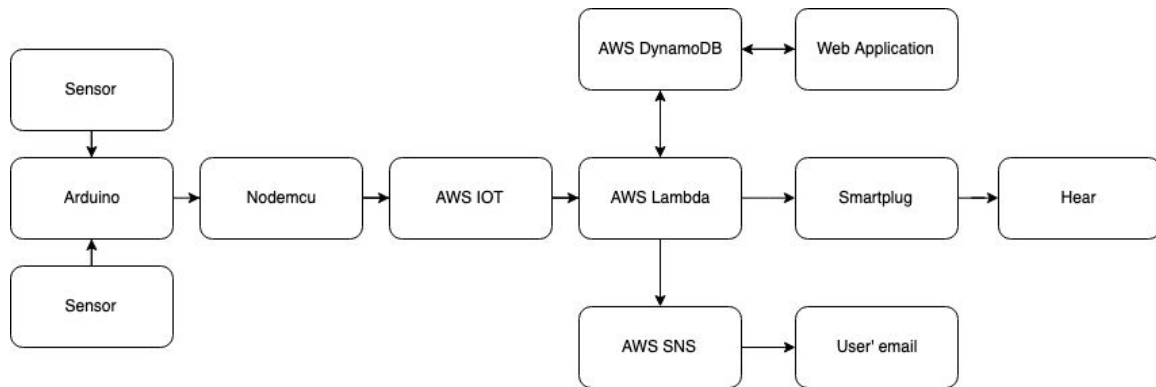 AWS DynamoDB
Web Application
Sensor
Arduino
Nodemcu
AWS IOT
AWS Lambda
Smartplug
Hear
Sensor
AWS SNS
User' email